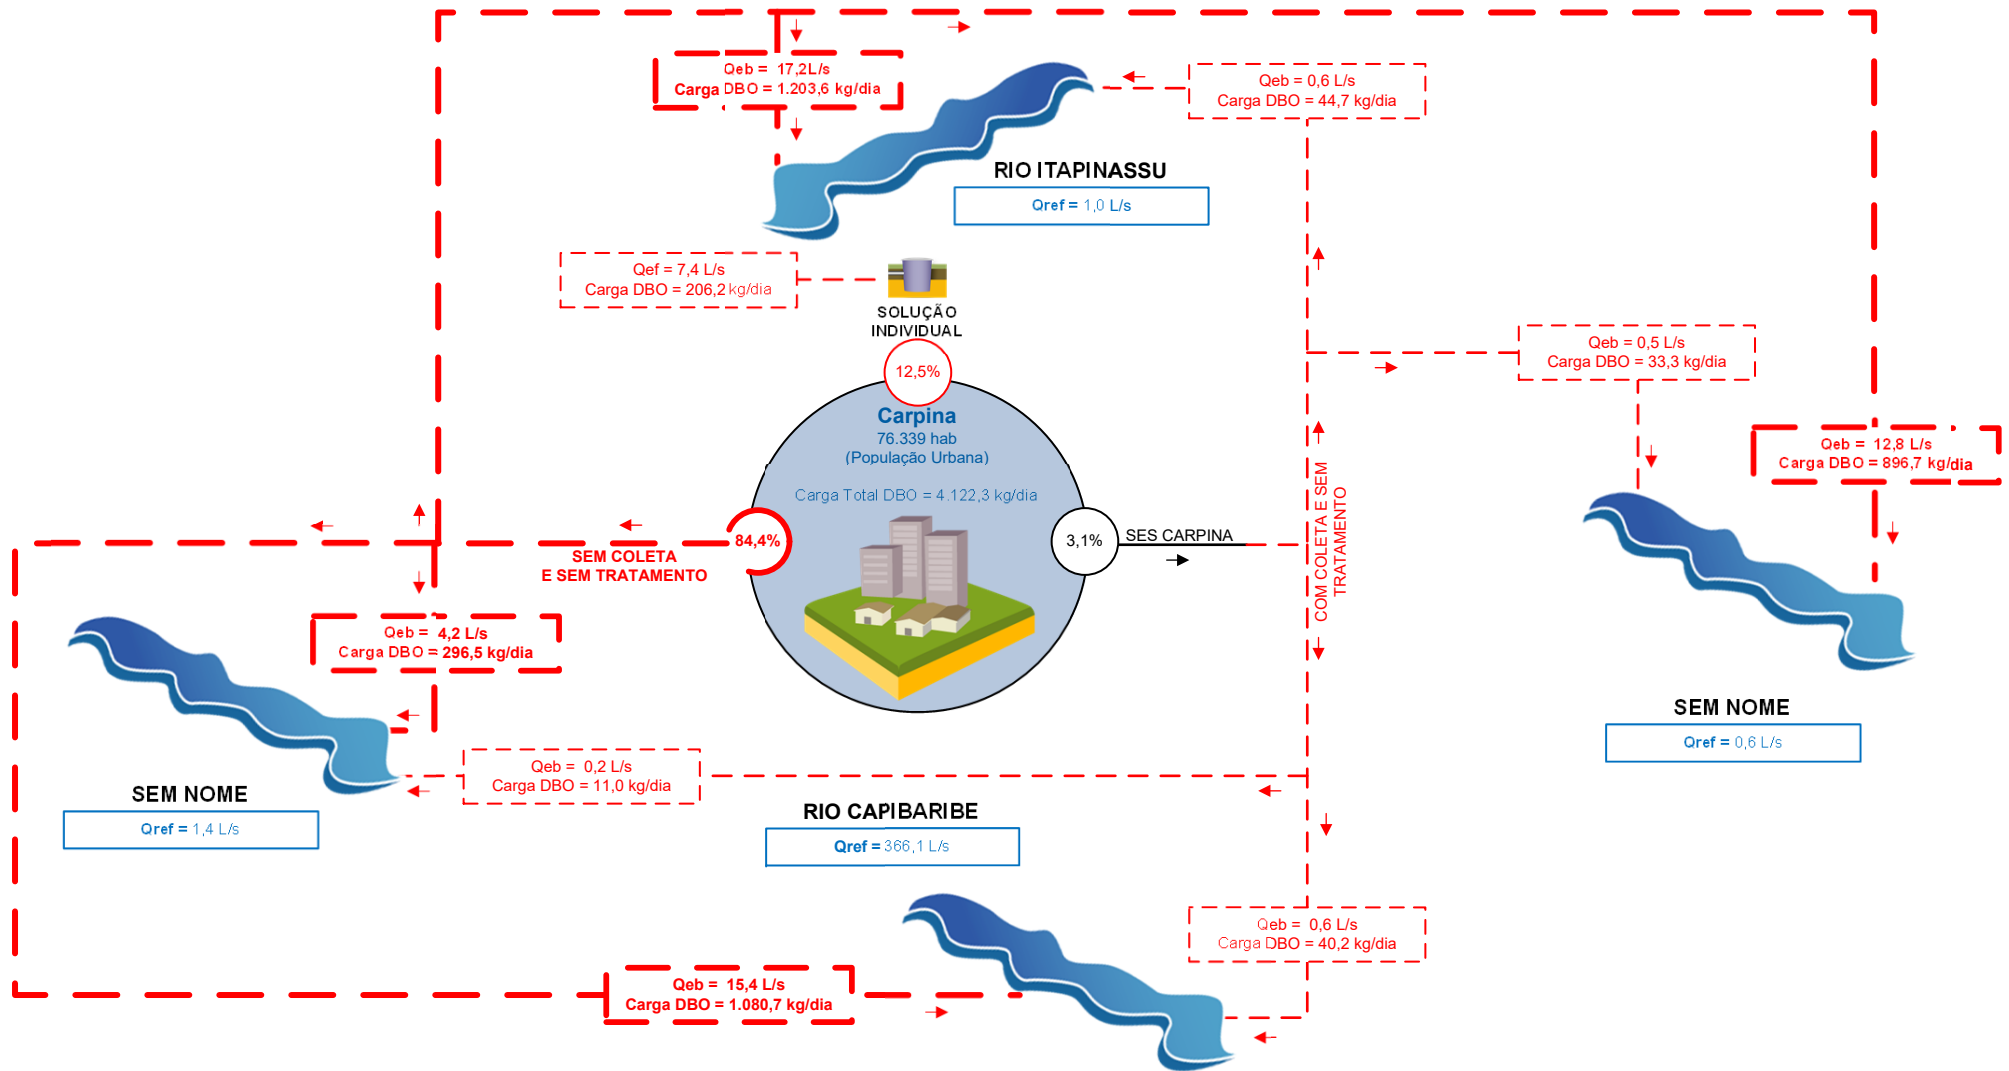 Qeb = 17,2L/s
Carga DBO = 1.203,6 kg/dia
Qeb = 0,6 L/s
Carga DBO = 44,7 kg/dia
RIO ITAPINASSU
Qref = 1,0 L/s
Qef = 7,4 L/s
Carga DBO = 206,2 kg/dia
SOLUÇÃO
INDIVIDUAL
12,5%
Carpina
76.339 hab
(População Urbana)
Carga Total DBO = 4.122,3 kg/dia
Qeb = 0,5 L/s
Carga DBO = 33,3 kg/dia
Qeb = 12,8 L/s
Carga DBO = 896,7 kg/dia
84,4%
SEM COLETA
E SEM TRATAMENTO
3,1%
SES CARPINA
COM COLETA E SEM
TRATAMENTO
Qeb = 4,2 L/s
Carga DBO = 296,5 kg/dia
SEM NOME
Qref = 0,6 L/s
Qeb = 0,2 L/s
Carga DBO = 11,0 kg/dia
SEM NOME
Qref = 1,4 L/s
RIO CAPIBARIBE
Qref = 366,1 L/s
Qeb = 0,6 L/s
Carga DBO = 40,2 kg/dia
Qeb = 15,4 L/s
Carga DBO = 1.080,7 kg/dia